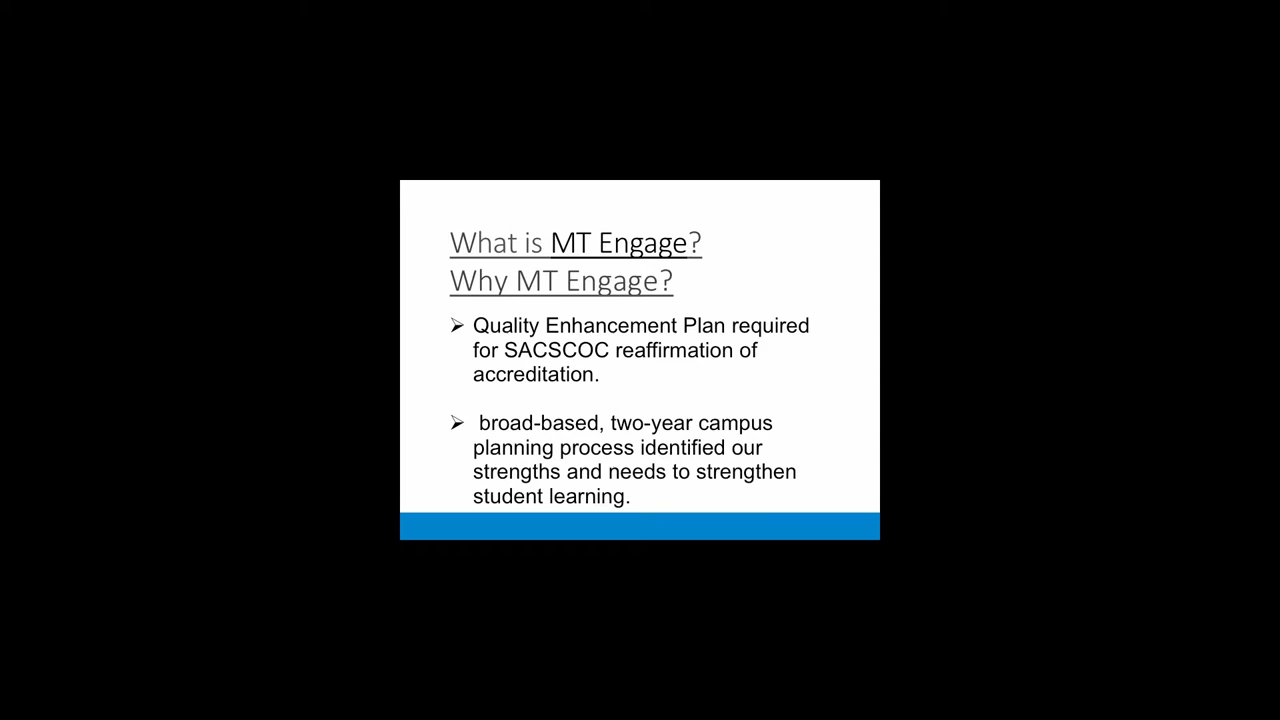 What is MT Engage?
Why MT Engage?
➢ Quality Enhancement Plan required
for SACSCOC reaffirmation of
accreditation.
➢ broad-based, two-year campus
planning process identified our
strengths and needs to strengthen
student learning.